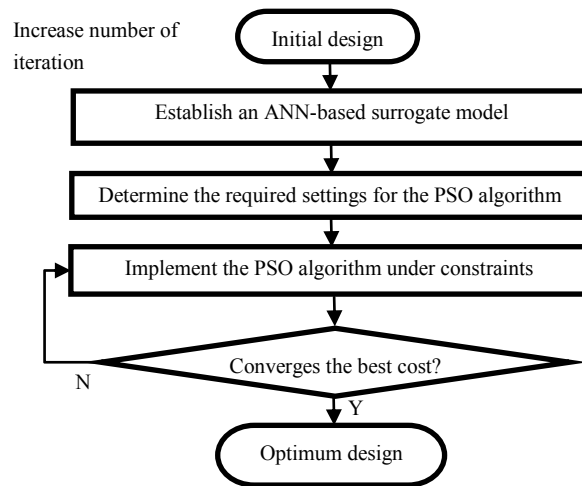 Increase number of
iteration
Initial design
Establish an ANN-based surrogate model
Determine the required settings for the PSO algorithm
Implement the PSO algorithm under constraints
Converges the best cost?
N
Y
Optimum design